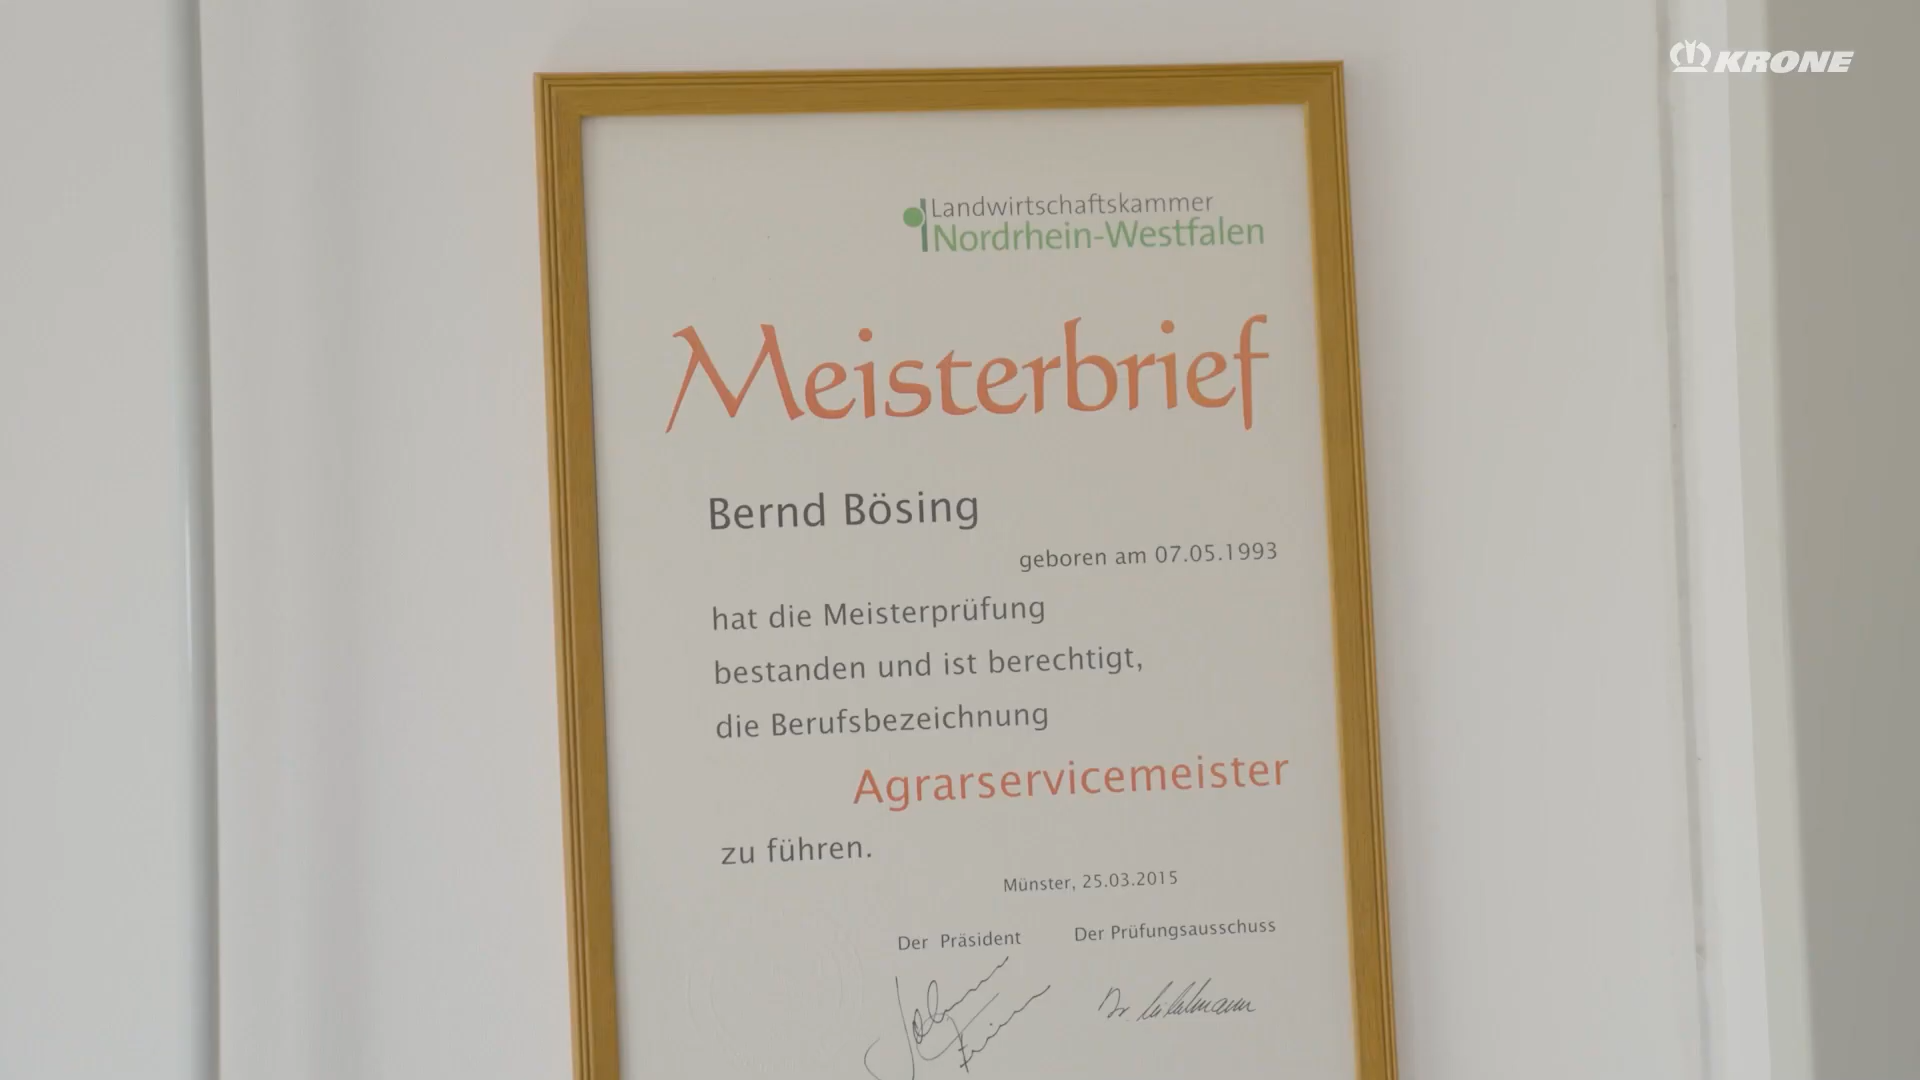 KRONE
Landwirtschaftskammer
Nordrhein-Westfalen
Meisterbrief
Bernd Bösing
geboren am 07.05.1993
hat die Meisterprüfung
bestanden und ist berechtigt,
die Berufsbezeichnung
Agrarservicemeister
zu führen.
Münster, 25.03.2015
Der Präsident Der Prüfungsausschuss